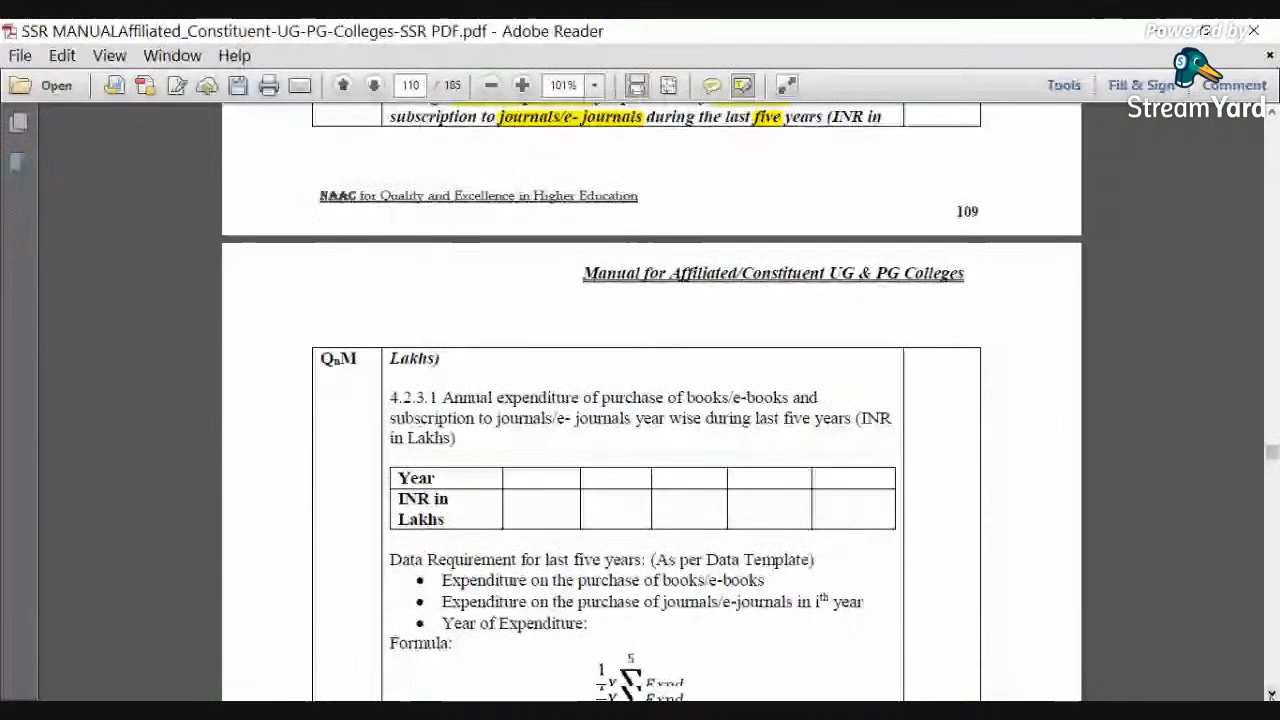 SSR MANUALAffiliated_Constituent-UG-PG-Colleges-SSR PDF.pdf - Adobe Reader
Powered by
File Edit View Window Help
Open 110 / 185 101% Tools Fill & Sign Comment
StreamYard
subscription to journals/e- journals during the last five years (INR in
NAAC for Quality and Excellence in Higher Education
109
Manual for Affiliated/Constituent UG & PG Colleges
QnM Lakhs)
4.2.3.1 Annual expenditure of purchase of books/e-books and
subscription to journals/e- journals year wise during last five years (INR
in Lakhs)
Year
INR in
Lakhs
Data Requirement for last five years: (As per Data Template)
• Expenditure on the purchase of books/e-books
• Expenditure on the purchase of journals/e-journals in ith year
• Year of Expenditure:
Formula:
5